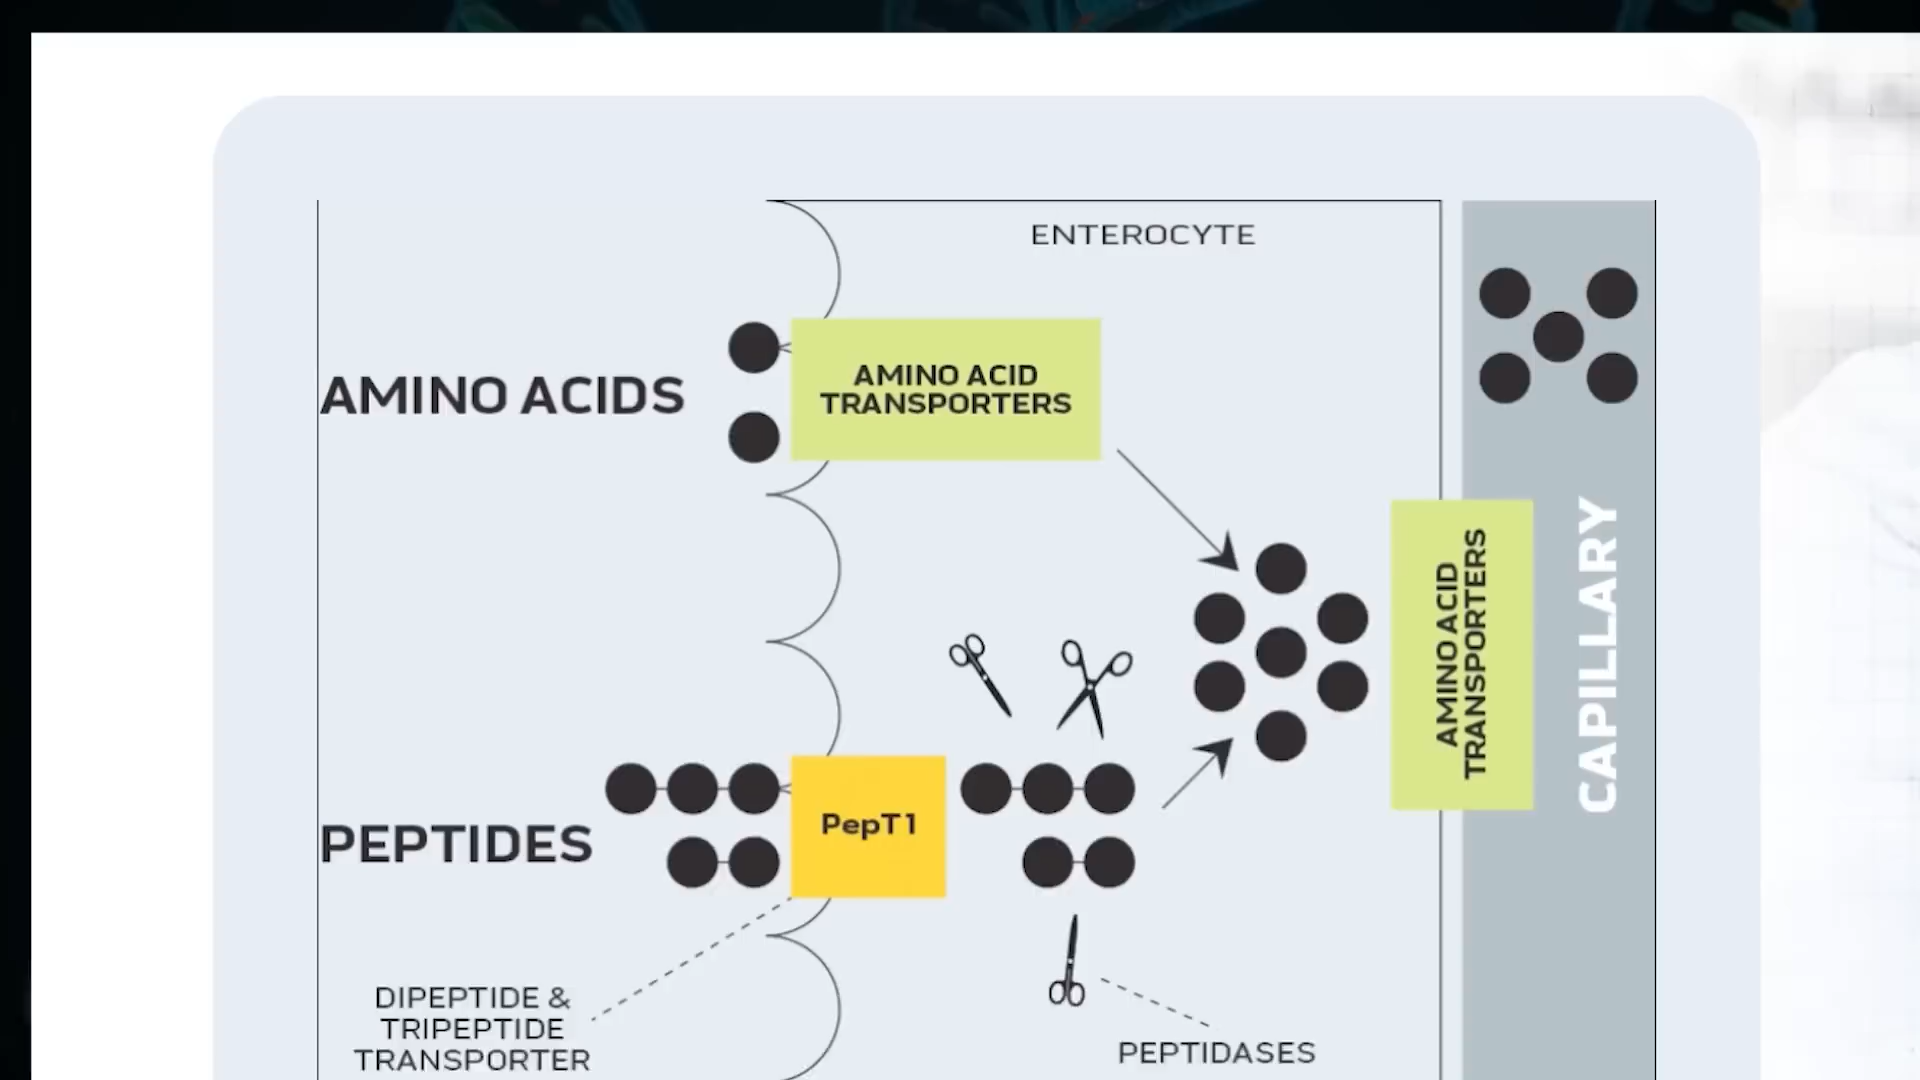 ENTEROCYTE
AMINO ACIDS
AMINO ACID
TRANSPORTERS
AMINO ACID
TRANSPORTERS
CAPILLARY
PEPTIDES
PepT1
DIPEPTIDE &
TRIPEPTIDE
TRANSPORTER
PEPTIDASES